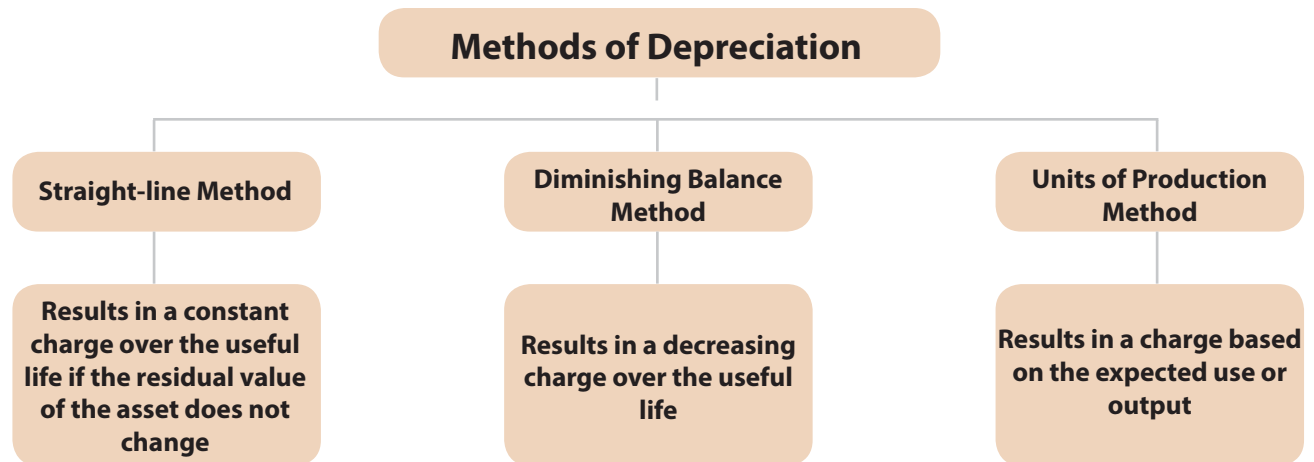 Methods of Depreciation
Straight-line Method
Diminishing Balance
Method
Units of Production
Method
Results in a constant
charge over the useful
life if the residual value
of the asset does not
change
Results in a decreasing
charge over the useful
life
Results in a charge based
on the expected use or
output